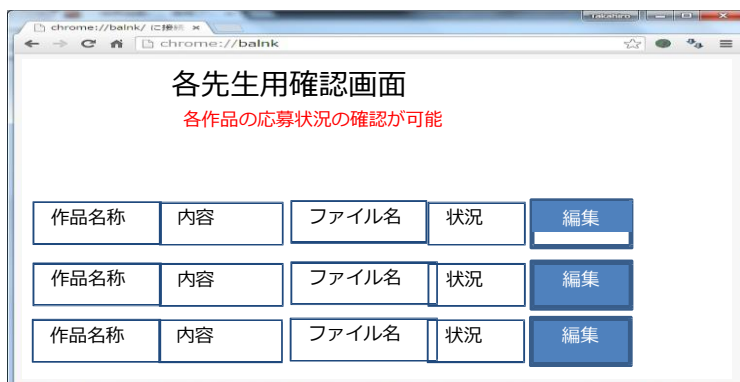 Takahiro
chrome://balnk/ に接続
chrome://balnk
各先生用確認画面
各作品の応募状況の確認が可能
作品名称 内容 ファイル名 状況 編集
作品名称 内容 ファイル名 状況 編集
作品名称 内容 ファイル名 状況 編集